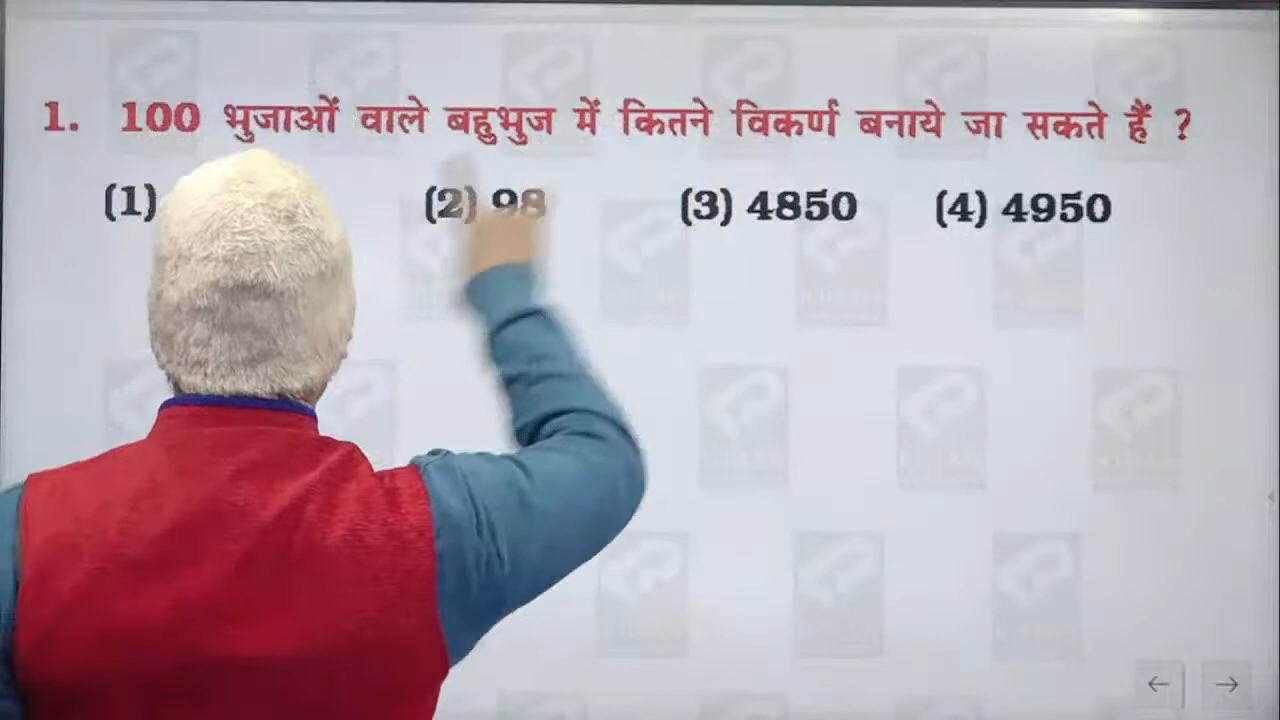 1. 100 भुजाओं वाले बहुभुज में कितने विकर्ण बनाये जा सकते हैं ?
(1) (2) 98 (3) 4850 (4) 4950